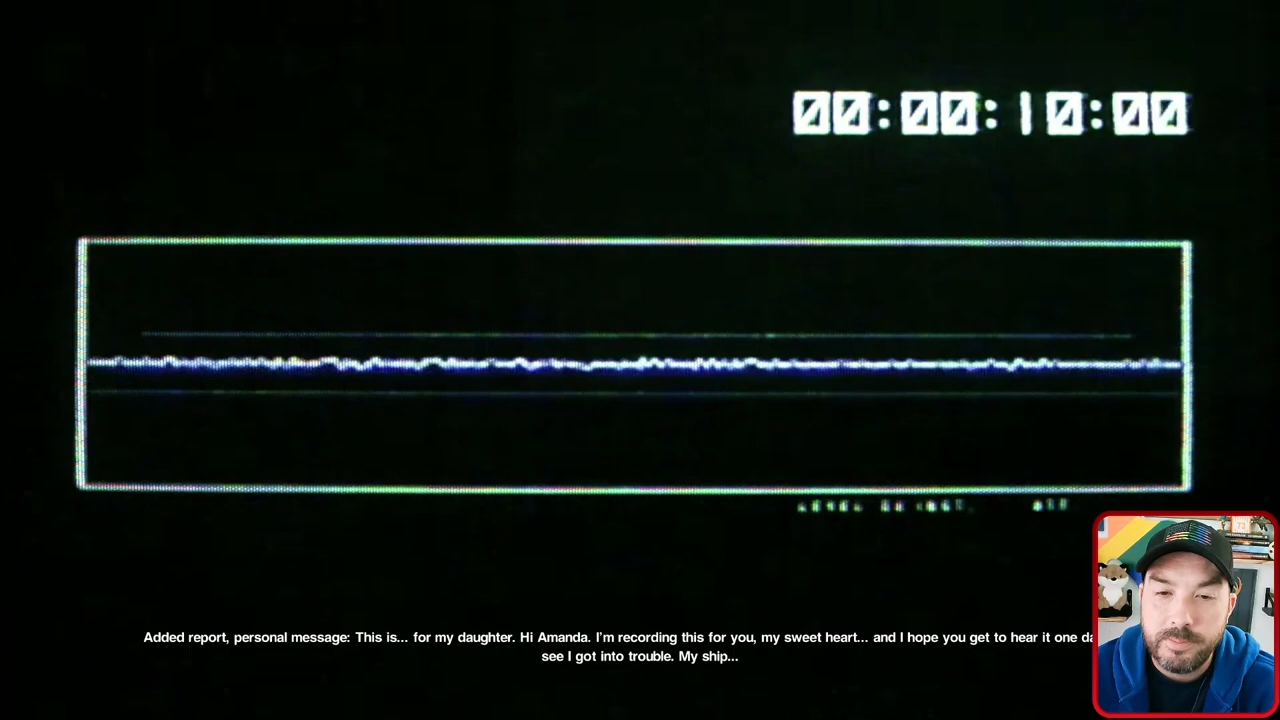 00:00:10:00
Added report, personal message: This is... for my daughter. Hi Amanda. I'm recording this for you, my sweet heart... and I hope you get to hear it one
see I got into trouble. My ship...